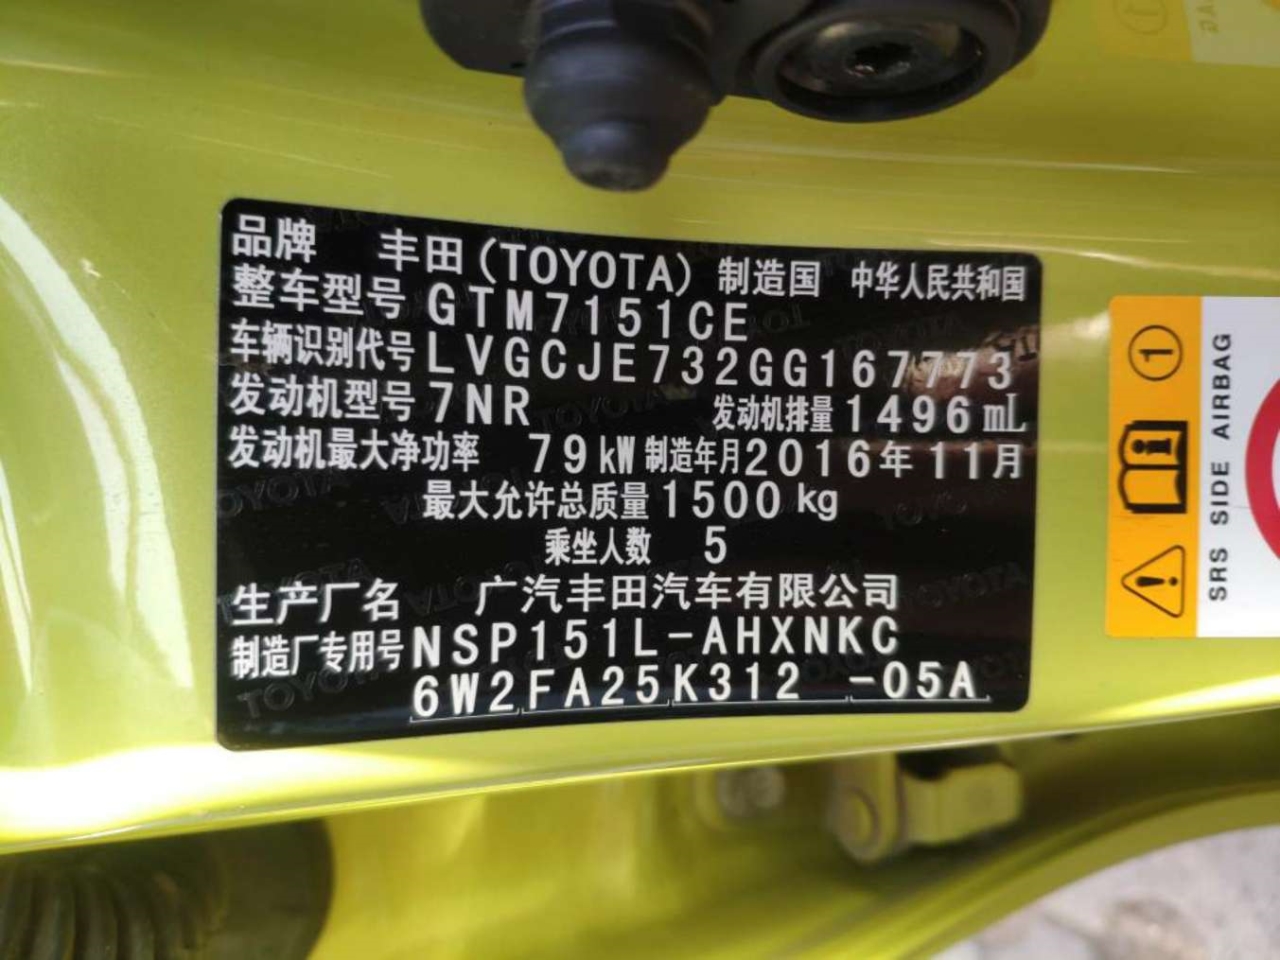 品牌 丰田(TOYOTA) 制造国 中华人民共和国
整车型号 GTM7151CE
车辆识别代号 LVGCJE732GG167773
发动机型号 7NR 发动机排量 1496 mL
发动机最大净功率 79 kW 制造年月 2016年11月
最大允许总质量 1500 kg
乘坐人数 5
生产厂名 广汽丰田汽车有限公司
制造厂专用号 NSP151L-AHXNKC
6W2FA25K312 -05A
SRS SIDE AIRBAG
1